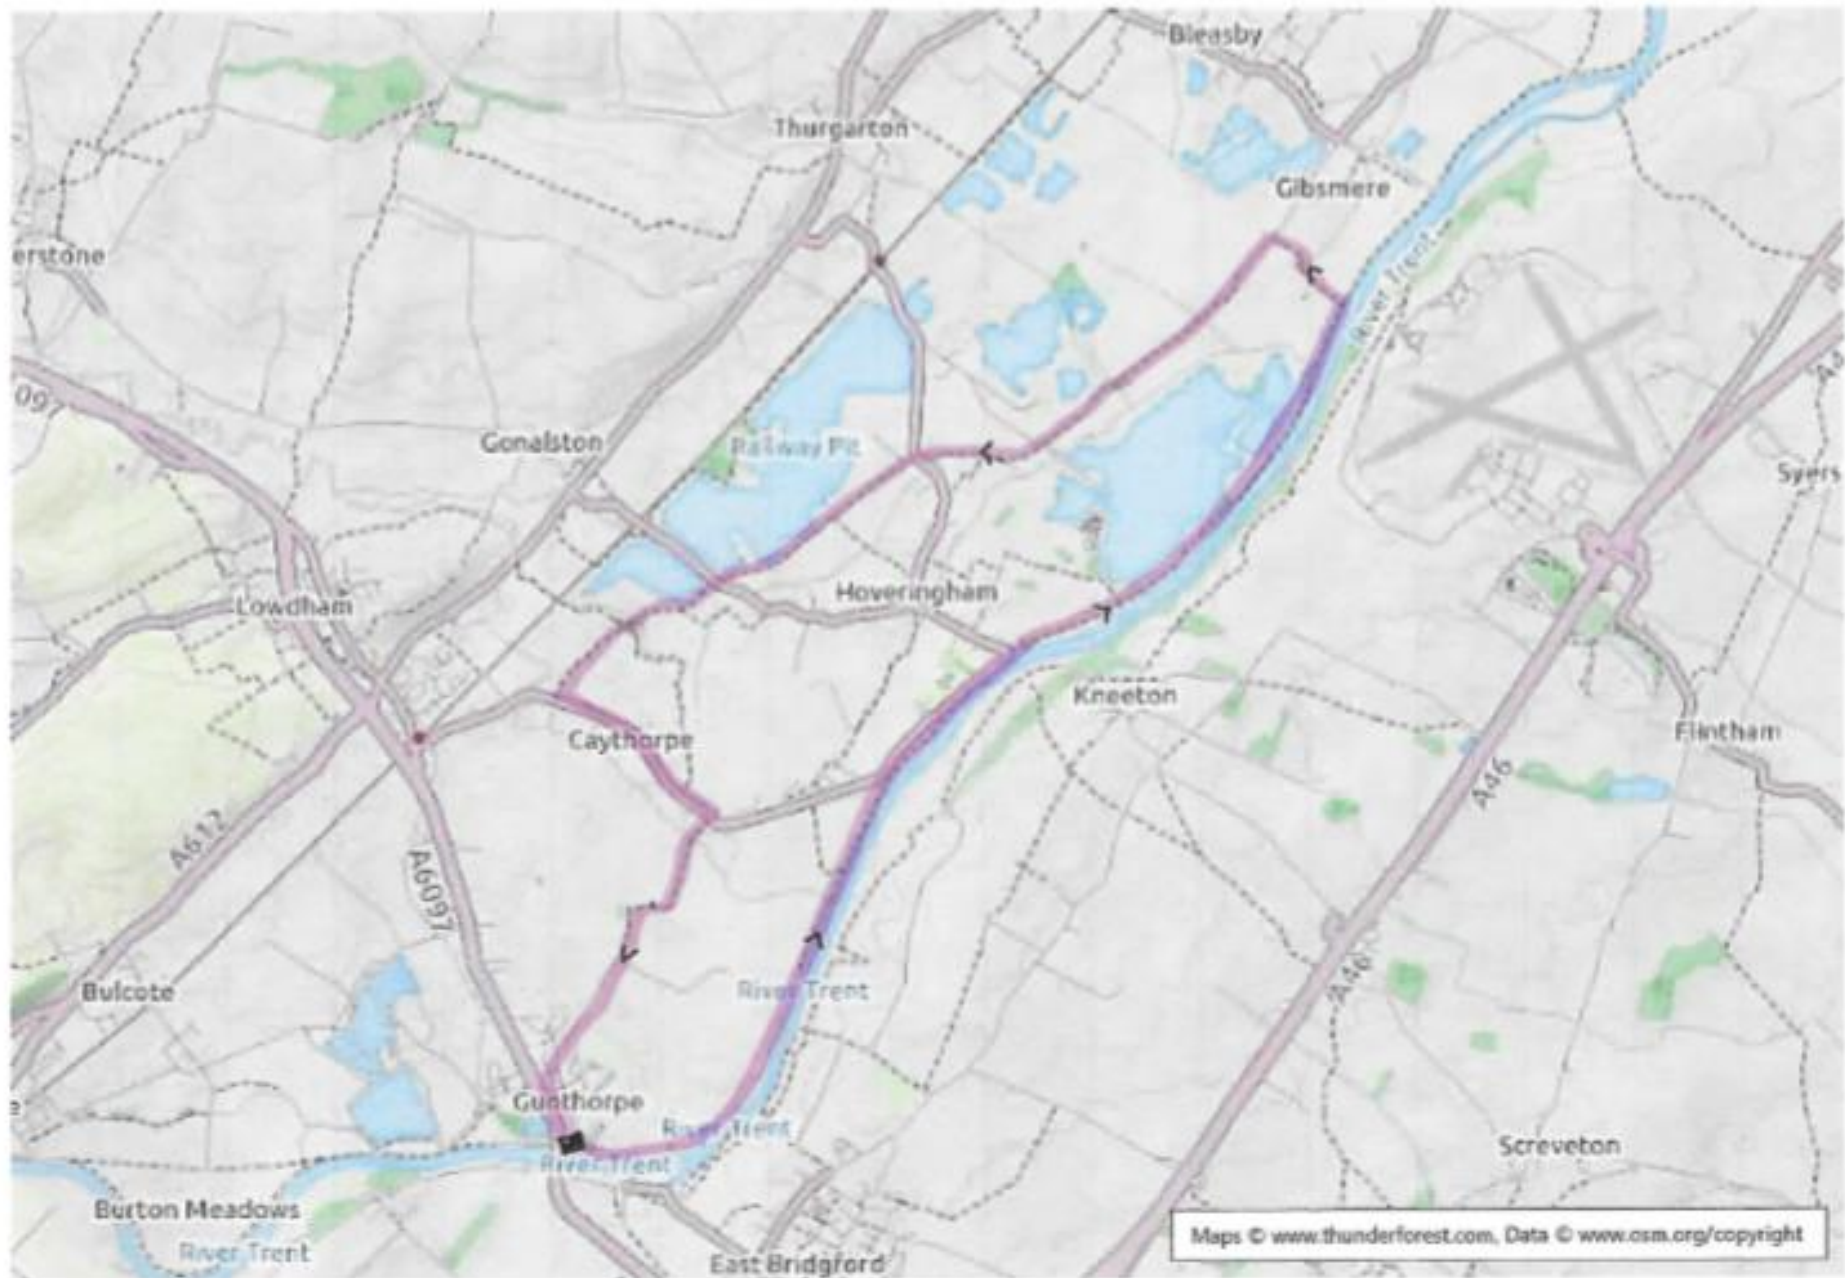 Bleasby
Thurgarton
Gibsmere
erstone
River Trent
097
A4
Gonalston
Railway Pit
Syers
Lowdham
Hoveringham
Kneeton
Flintham
Caythorpe
A46
A612
A6097
A46
Bulcote
River Trent
Gunthorpe
River Trent
e
River Trent
Screveton
Burton Meadows
River Trent
East Bridgford
Maps © www.thunderforest.com, Data © www.osm.org/copyright